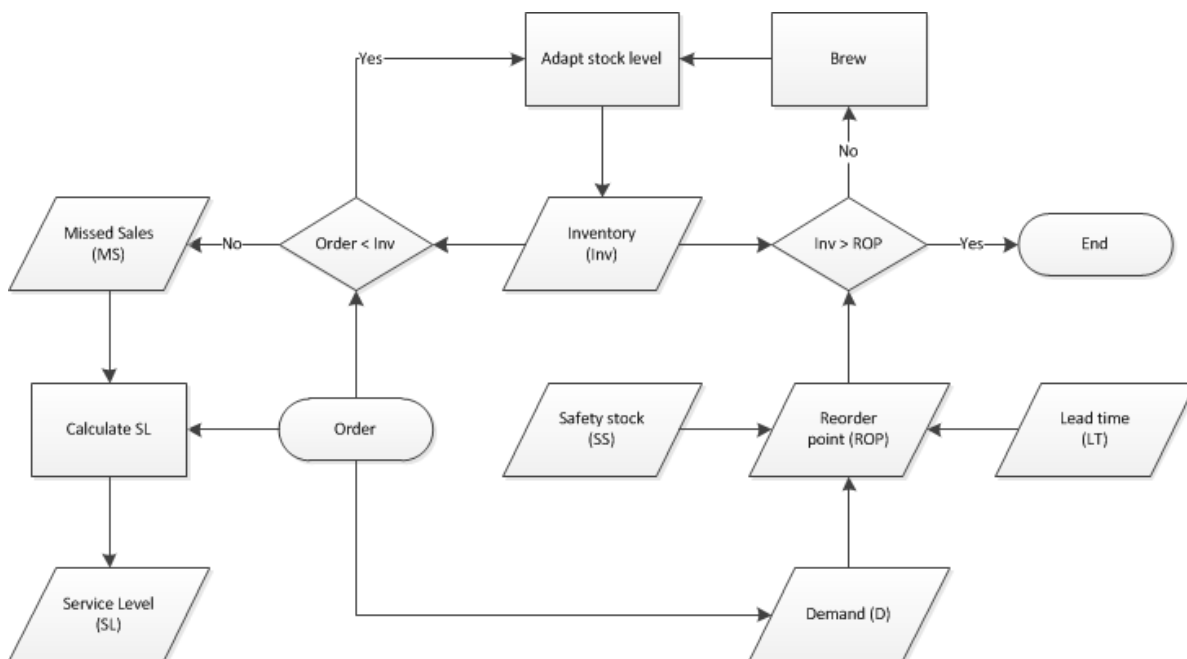 Yes
Adapt stock level
Brew
No
Missed Sales
(MS)
No
Order < Inv
Inventory
(Inv)
Inv > ROP
Yes
End
Calculate SL
Order
Safety stock
(SS)
Reorder
point (ROP)
Lead time
(LT)
Service Level
(SL)
Demand (D)